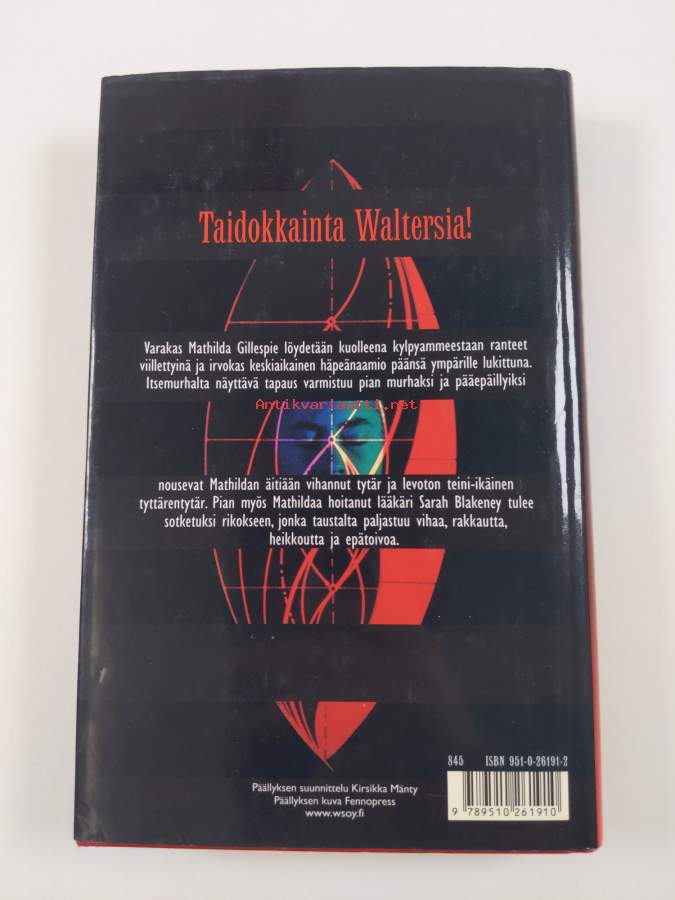 Taidokkainta Waltersia!
Varakas Mathilda Gillespie löydetään kuolleena kylpyammeestaan ranteet
viillettyinä ja irvokas keskiaikainen häpeänaamio päänsä ympärille lukittuna.
Itsemurhalta näyttävä tapaus varmistuu pian murhaksi ja pääepäillyiksi
Antikvariaatti.net
nousevat Mathildan äitiään vihannut tytär ja levoton teini-ikäinen
tyttärentytär. Pian myös Mathildaa hoitanut lääkäri Sarah Blakeney tulee
sotketuksi rikokseen, jonka taustalta paljastuu vihaa, rakkautta,
heikkoutta ja epätoivoa.
845 ISBN 951-0-26191-2
Päällyksen suunnittelu Kirsikka Mänty
Päällyksen kuva Fennopress
www.wsoy.fi
9 789510 261910